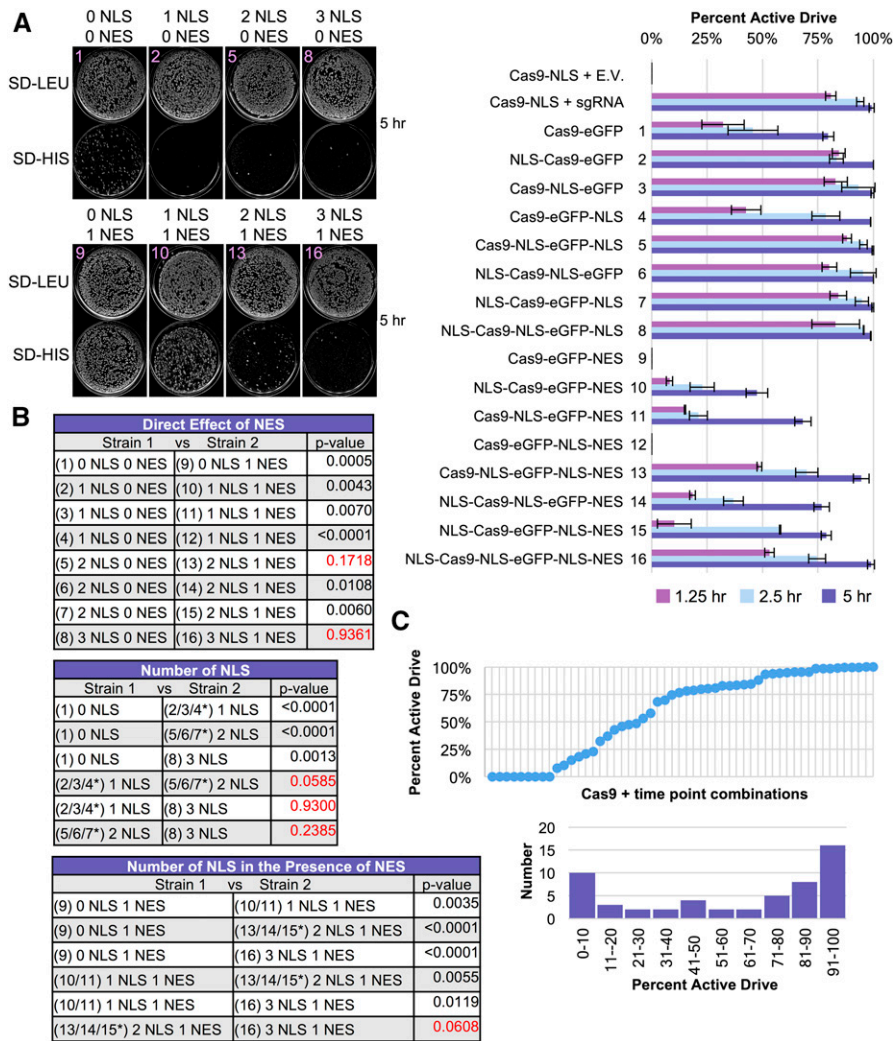 A
0 NLS 1 NLS 2 NLS 3 NLS
0 NES 0 NES 0 NES 0 NES
1 2 5 8
SD-LEU
5 hr
SD-HIS
0 NLS 1 NLS 2 NLS 3 NLS
1 NES 1 NES 1 NES 1 NES
9 10 13 16
SD-LEU
5 hr
SD-HIS
Percent Active Drive
0% 25% 50% 75% 100%
Cas9-NLS + E.V.
Cas9-NLS + sgRNA
Cas9-eGFP 1
NLS-Cas9-eGFP 2
Cas9-NLS-eGFP 3
Cas9-eGFP-NLS 4
Cas9-NLS-eGFP-NLS 5
NLS-Cas9-NLS-eGFP 6
NLS-Cas9-eGFP-NLS 7
NLS-Cas9-NLS-eGFP-NLS 8
Cas9-eGFP-NES 9
NLS-Cas9-eGFP-NES 10
Cas9-NLS-eGFP-NES 11
Cas9-eGFP-NLS-NES 12
Cas9-NLS-eGFP-NLS-NES 13
NLS-Cas9-NLS-eGFP-NES 14
NLS-Cas9-eGFP-NLS-NES 15
NLS-Cas9-NLS-eGFP-NLS-NES 16
1.25 hr 2.5 hr 5 hr
B
Direct Effect of NES
Strain 1 vs Strain 2 p-value
(1) 0 NLS 0 NES (9) 0 NLS 1 NES 0.0005
(2) 1 NLS 0 NES (10) 1 NLS 1 NES 0.0043
(3) 1 NLS 0 NES (11) 1 NLS 1 NES 0.0070
(4) 1 NLS 0 NES (12) 1 NLS 1 NES <0.0001
(5) 2 NLS 0 NES (13) 2 NLS 1 NES 0.1718
(6) 2 NLS 0 NES (14) 2 NLS 1 NES 0.0108
(7) 2 NLS 0 NES (15) 2 NLS 1 NES 0.0060
(8) 3 NLS 0 NES (16) 3 NLS 1 NES 0.9361
Number of NLS
Strain 1 vs Strain 2 p-value
(1) 0 NLS (2/3/4*) 1 NLS <0.0001
(1) 0 NLS (5/6/7*) 2 NLS <0.0001
(1) 0 NLS (8) 3 NLS 0.0013
(2/3/4*) 1 NLS (5/6/7*) 2 NLS 0.0585
(2/3/4*) 1 NLS (8) 3 NLS 0.9300
(5/6/7*) 2 NLS (8) 3 NLS 0.2385
Number of NLS in the Presence of NES
Strain 1 vs Strain 2 p-value
(9) 0 NLS 1 NES (10/11) 1 NLS 1 NES 0.0035
(9) 0 NLS 1 NES (13/14/15*) 2 NLS 1 NES <0.0001
(9) 0 NLS 1 NES (16) 3 NLS 1 NES <0.0001
(10/11) 1 NLS 1 NES (13/14/15*) 2 NLS 1 NES 0.0055
(10/11) 1 NLS 1 NES (16) 3 NLS 1 NES 0.0119
(13/14/15*) 2 NLS 1 NES (16) 3 NLS 1 NES 0.0608
C
Percent Active Drive
100%
75%
50%
25%
0%
Cas9 + time point combinations
Number
20
15
10
5
0
0-10 11--20 21-30 31-40 41-50 51-60 61-70 71-80 81-90 91-100
Percent Active Drive